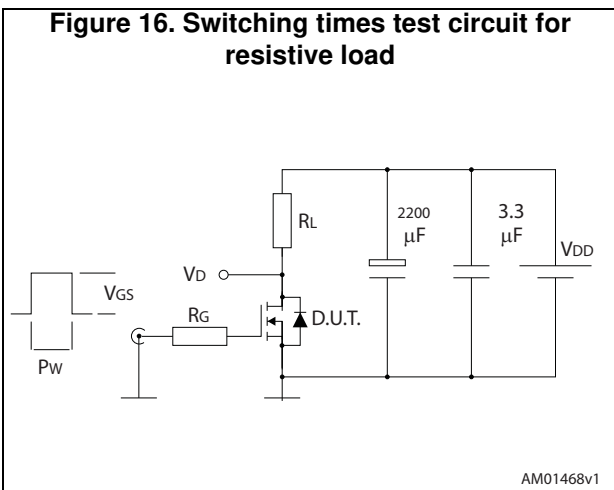 Figure 16. Switching times test circuit for
resistive load
RL
2200
μF
3.3
μF
VDD
VD
VGS
RG
D.U.T.
PW
AM01468v1